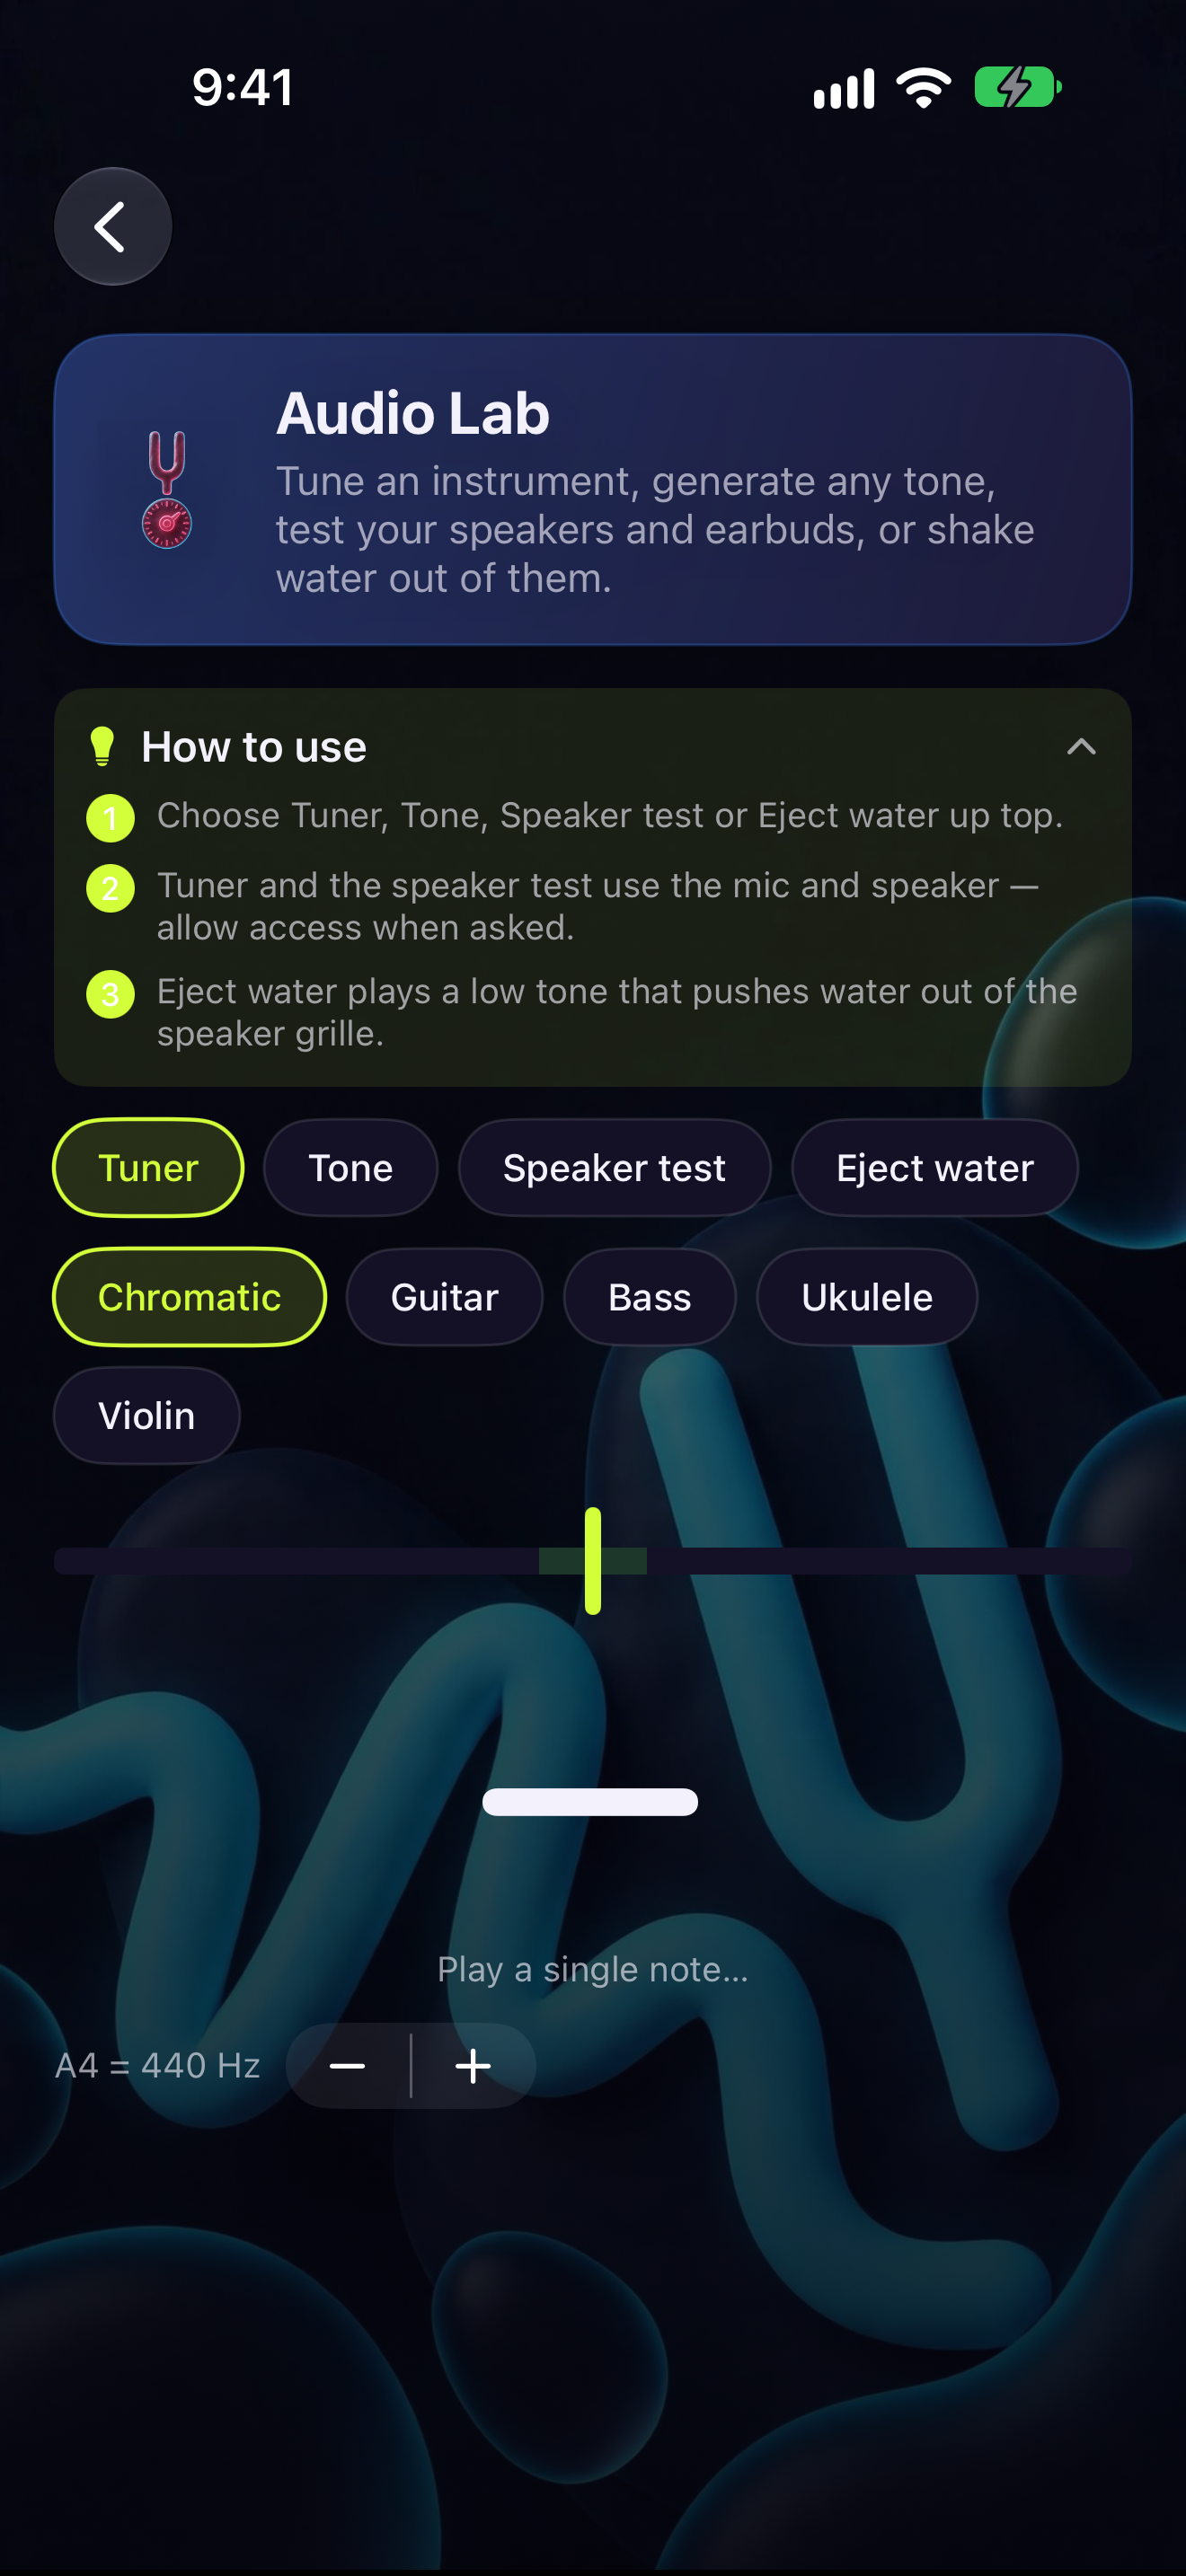 9:41
Audio Lab
Tune an instrument, generate any tone,
test your speakers and earbuds, or shake
water out of them.
How to use
1 Choose Tuner, Tone, Speaker test or Eject water up top.
2 Tuner and the speaker test use the mic and speaker —
allow access when asked.
3 Eject water plays a low tone that pushes water out of the
speaker grille.
Tuner Tone Speaker test Eject water
Chromatic Guitar Bass Ukulele
Violin
—
Play a single note...
A4 = 440 Hz − +